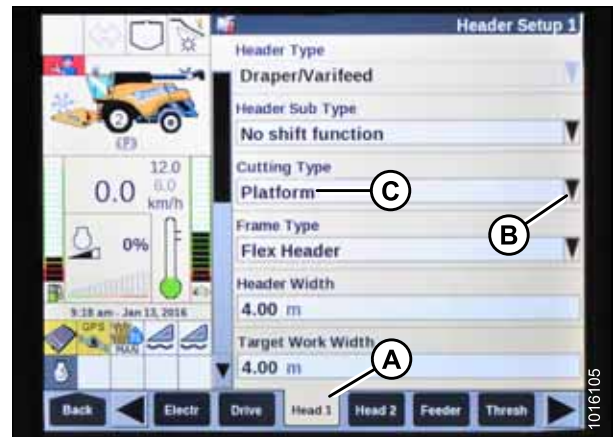 Header Setup 1
Header Type
Draper/Varifeed
Header Sub Type
No shift function
Cutting Type
Platform
C
B
Frame Type
Flex Header
Header Width
4.00 m
Target Work Width
4.00 m
A
2
(P)
12.0
0.0
6.0
km/h
0%
9:18 am - Jan 13, 2016
GPS
MAN
Back
Electr
Drive
Head 1
Head 2
Feeder
Thresh
1016105